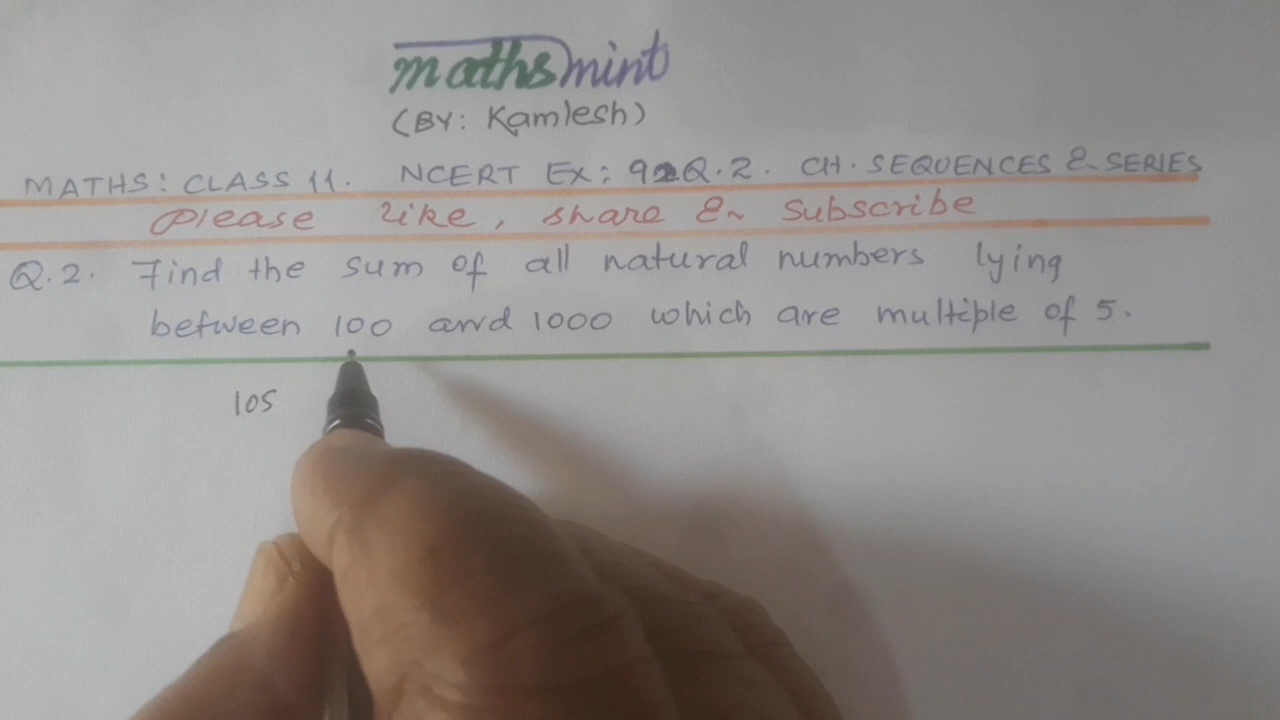 mathsmint
(BY: Kamlesh)
MATHS: CLASS 11. NCERT EX: 9.2 Q.2. CH. SEQUENCES & SERIES
Please like, share & subscribe
Q.2. Find the sum of all natural numbers lying
between 100 and 1000 which are multiple of 5.
105